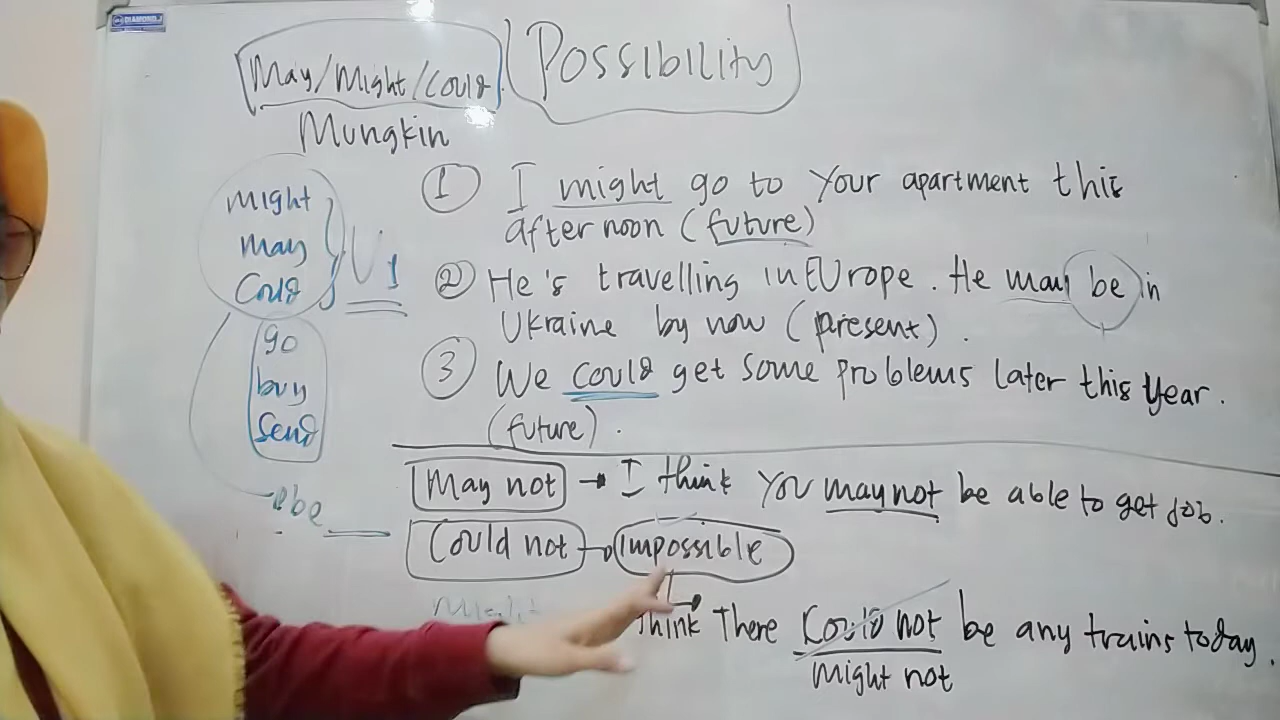 DIAMOND
May/Might/Could
Possibility
Mungkin
might
may
Could
V1
go
buy
send
be
① I might go to your apartment this
afternoon (future)
② He's travelling in EUrope. He may be in
Ukraine by now (present).
③ We could get some problems later this year.
(future).
May not → I think you may not be able to get job.
Could not → Impossible
Think There Could not be any trains today.
might not